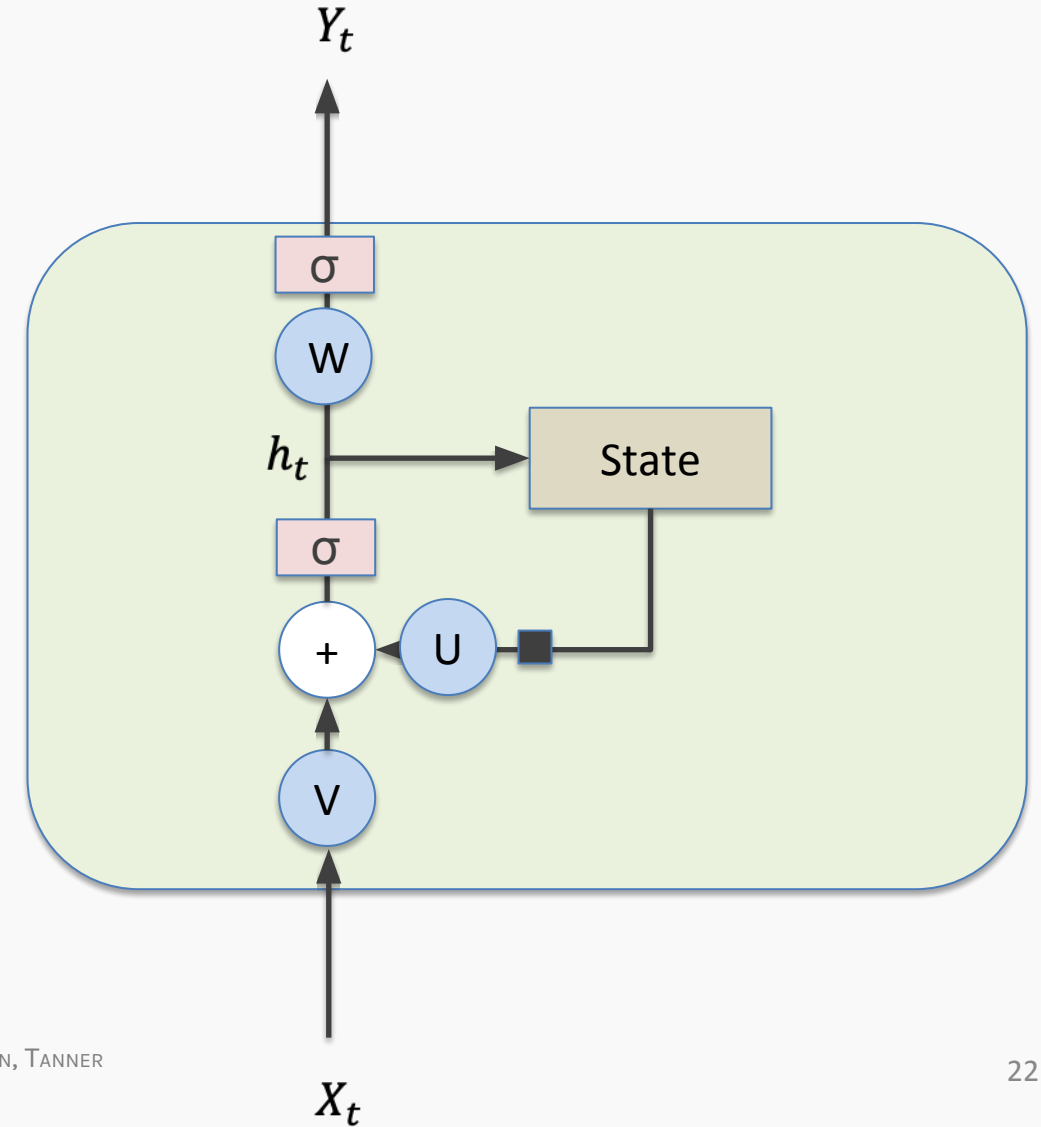 Yₜ
σ
W
hₜ
State
σ
+
U
V
TANNER
22
Xₜ